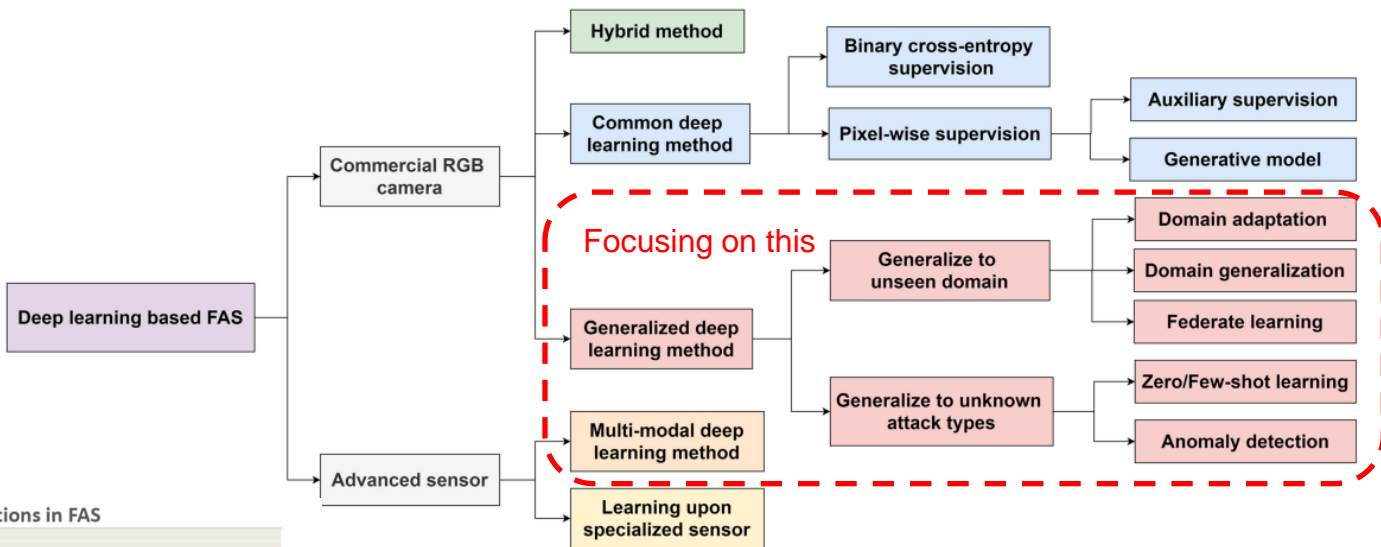 Hybrid method
Binary cross-entropy
supervision
Auxiliary supervision
Common deep
learning method
Pixel-wise supervision
Generative model
Commercial RGB
camera
Focusing on this
Domain adaptation
Generalize to
unseen domain
Domain generalization
Deep learning based FAS
Generalized deep
learning method
Federate learning
Zero/Few-shot learning
Generalize to unknown
attack types
Multi-modal deep
learning method
Anomaly detection
Advanced sensor
Learning upon
specialized sensor
tions in FAS